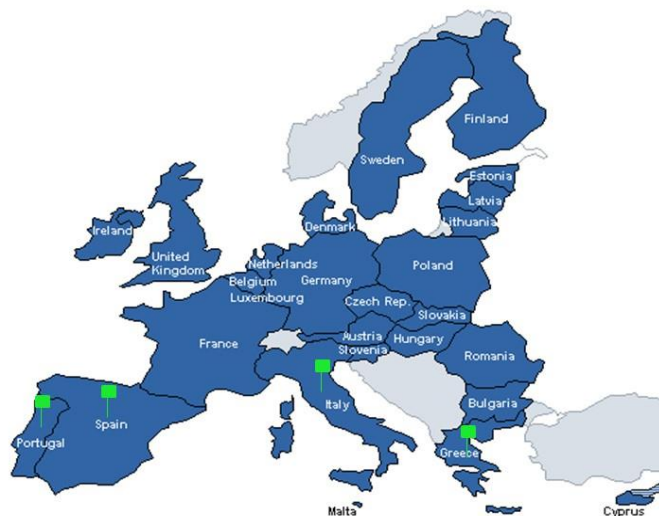 Finland
Sweden
Estonia
Latvia
Lithuania
Denmark
Ireland
United
Kingdom
Netherlands
Belgium
Luxembourg
Germany
Poland
Czech Rep.
Slovakia
Austria
Slovenia
Hungary
France
Romania
Italy
Bulgaria
Spain
Portugal
Greece
Malta
Cyprus